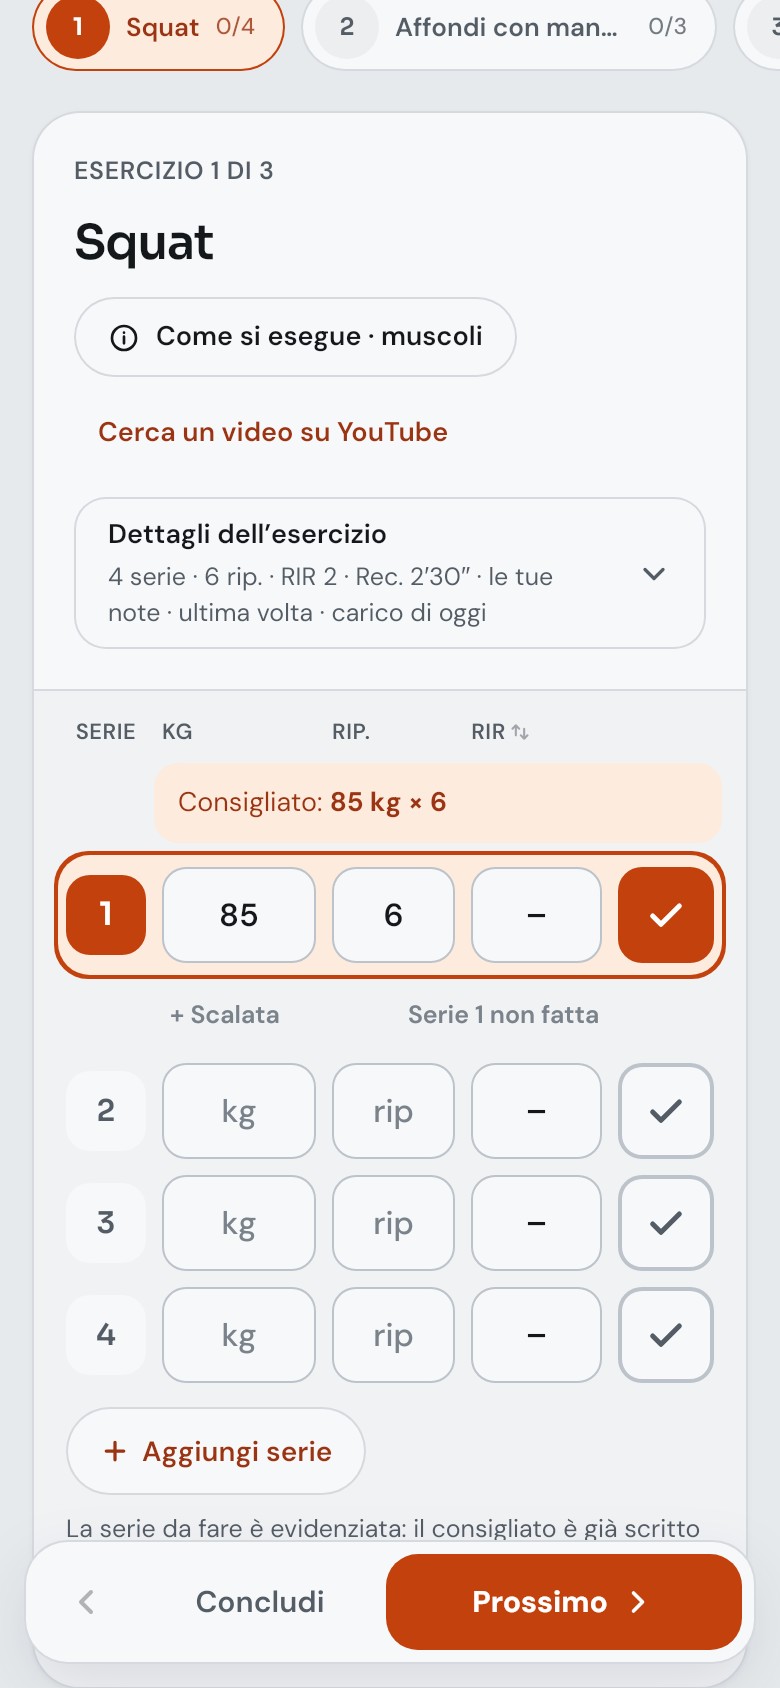 1 Squat 0/4 2 Affondi con man... 0/3 3
ESERCIZIO 1 DI 3
Squat
Come si esegue · muscoli
Cerca un video su YouTube
Dettagli dell’esercizio
4 serie · 6 rip. · RIR 2 · Rec. 2′30″ · le tue
note · ultima volta · carico di oggi
SERIE KG RIP. RIR
Consigliato: 85 kg × 6
1 85 6 –
+ Scalata Serie 1 non fatta
2 kg rip –
3 kg rip –
4 kg rip –
+ Aggiungi serie
La serie da fare è evidenziata: il consigliato è già scritto
Concludi Prossimo